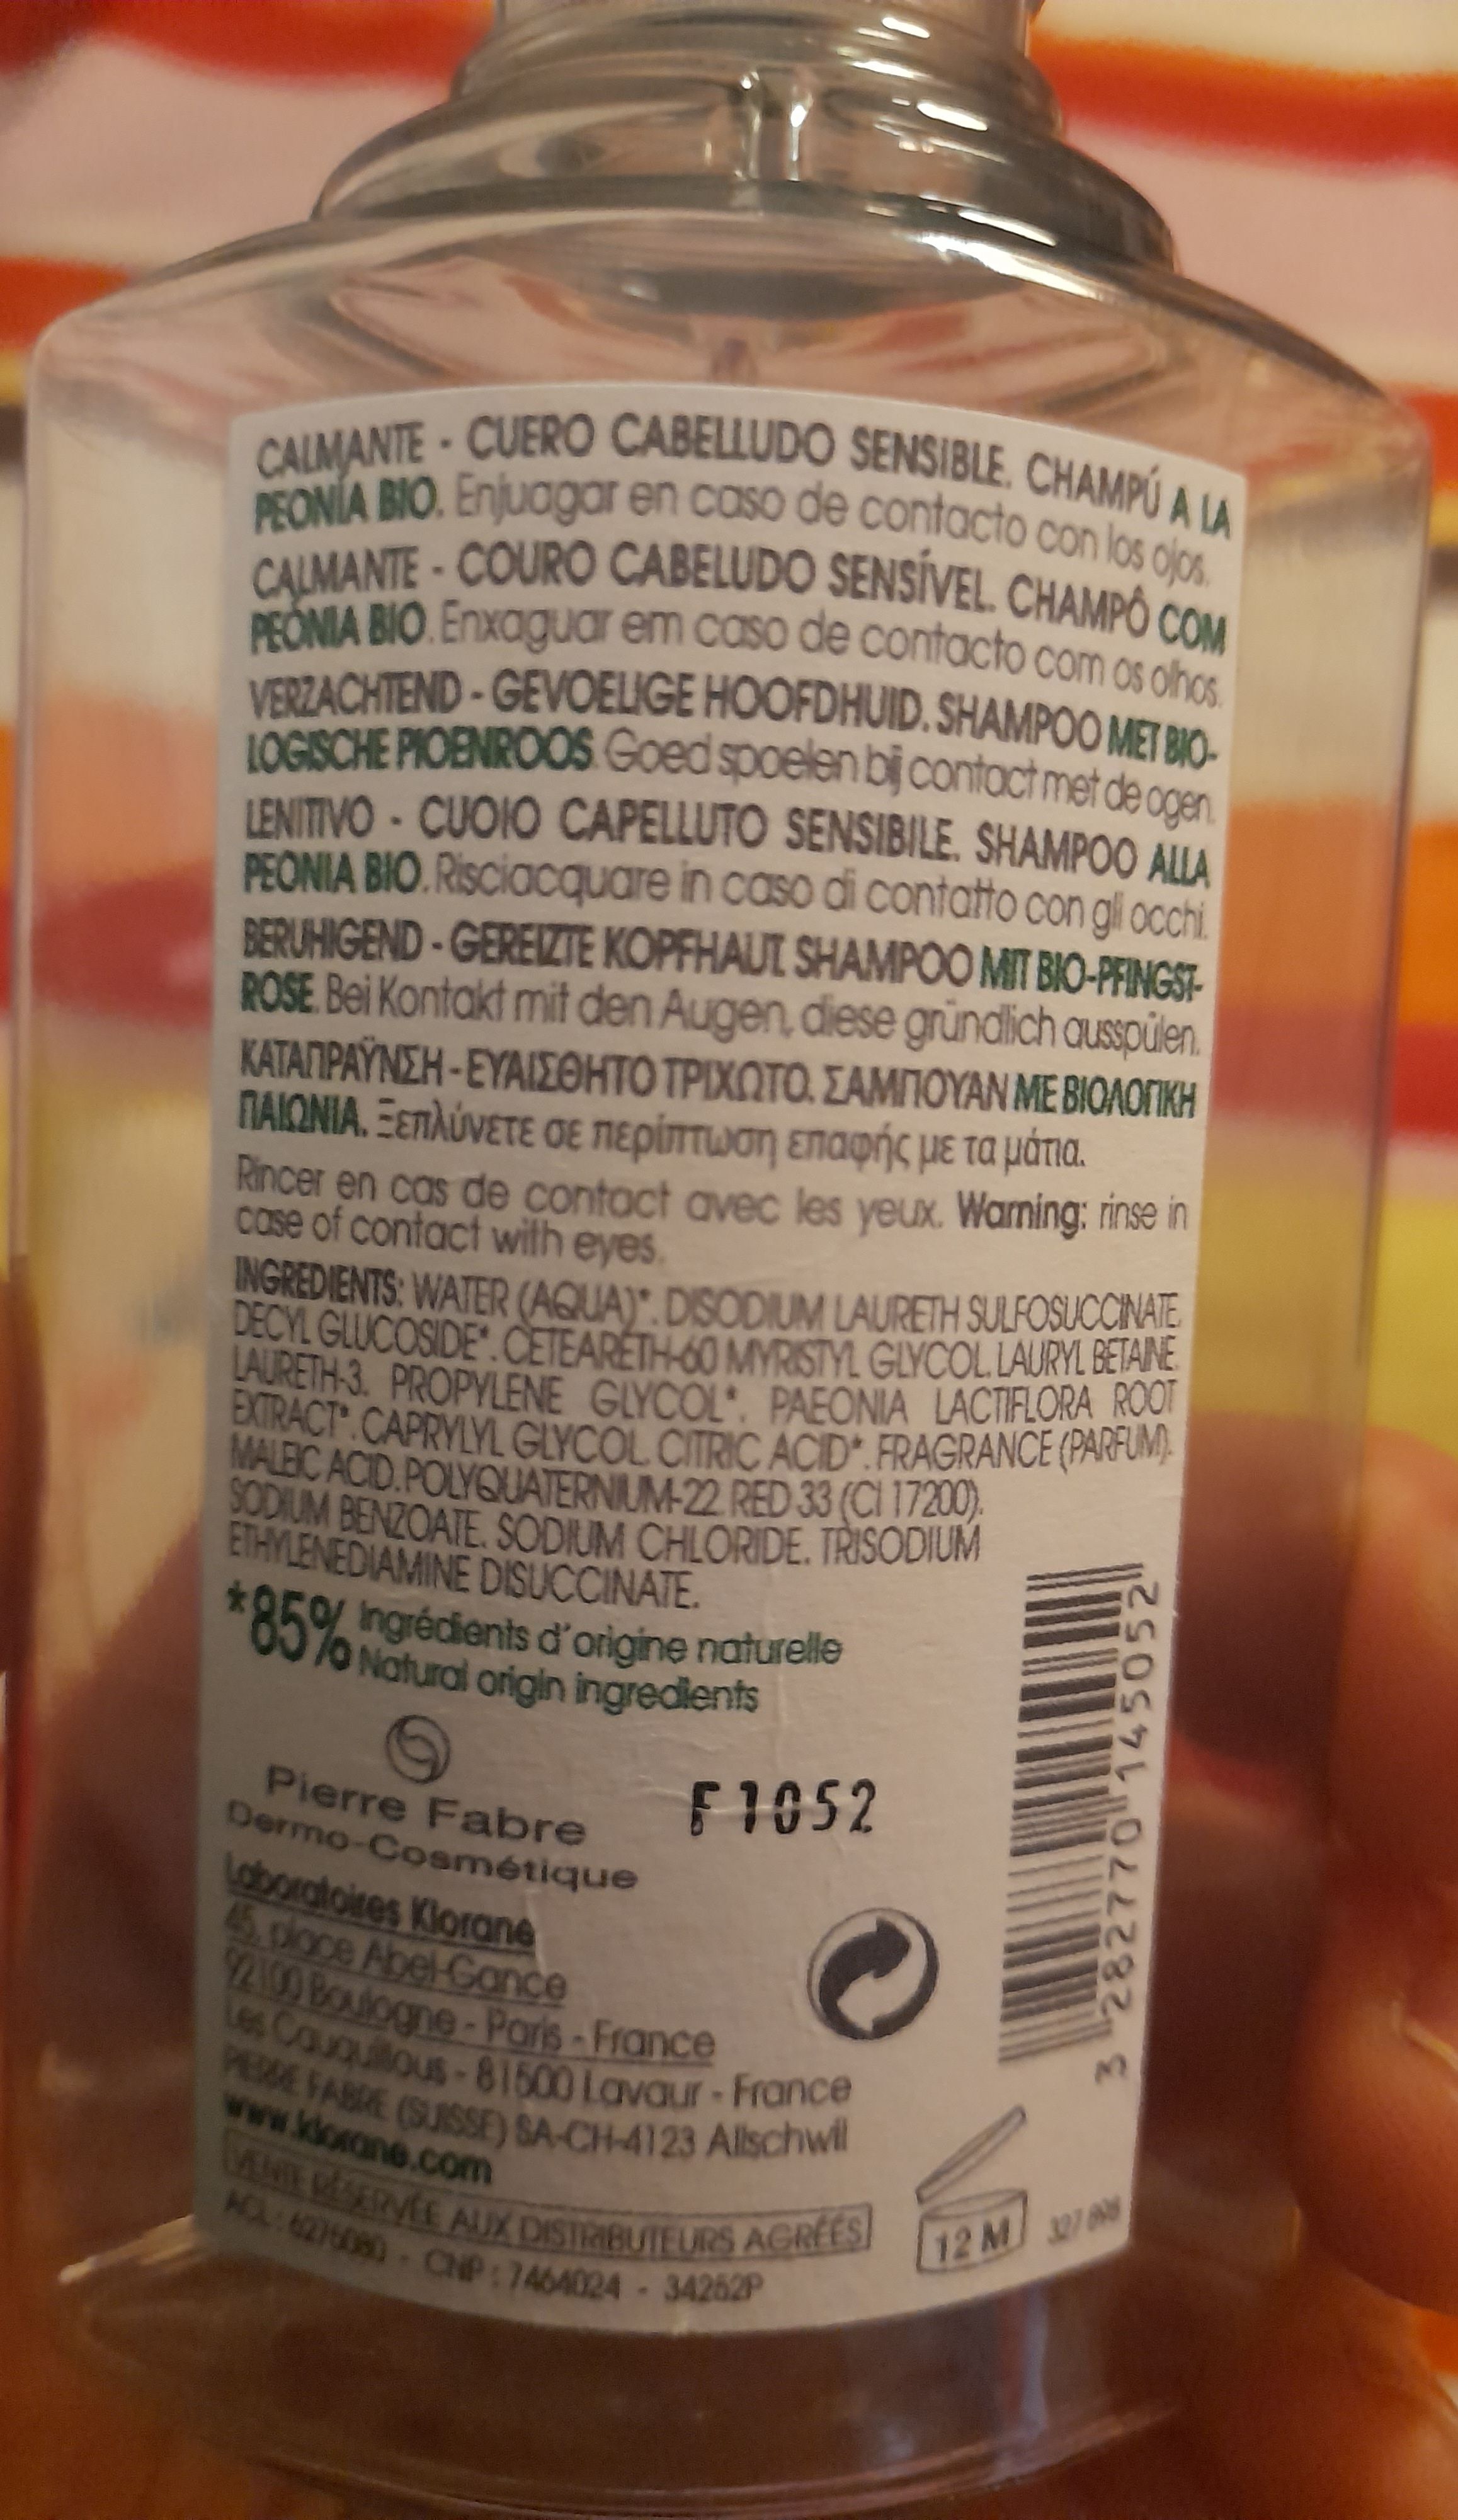 CALMANTE - CUERO CABELLUDO SENSIBLE. CHAMPÚ A LA
PEONÍA BIO. Enjuagar en caso de contacto con los ojos.
CALMANTE - COURO CABELUDO SENSÍVEL. CHAMPÔ COM
PEÓNIA BIO. Enxaguar em caso de contacto com os olhos.
VERZACHTEND - GEVOELIGE HOOFDHUID. SHAMPOO MET BIO-
LOGISCHE PIOENROOS. Goed spoelen bij contact met de ogen.
LENITIVO - CUOIO CAPELLUTO SENSIBILE. SHAMPOO ALLA
PEONIA BIO. Risciacquare in caso di contatto con gli occhi.
BERUHIGEND - GEREIZTE KOPFHAUT. SHAMPOO MIT BIO-PFINGST-
ROSE. Bei Kontakt mit den Augen, diese gründlich ausspülen.
ΚΑΤΑΠΡΑΫΝΣΗ - ΕΥΑΙΣΘΗΤΟ ΤΡΙΧΩΤΟ. ΣΑΜΠΟΥΑΝ ΜΕ ΒΙΟΛΟΓΙΚΗ
ΠΑΙΩΝΙΑ. Ξεπλύνετε σε περίπτωση επαφής με τα μάτια.
Rincer en cas de contact avec les yeux. Warning: rinse in
case of contact with eyes.
INGREDIENTS: WATER (AQUA)*. DISODIUM LAURETH SULFOSUCCINATE.
DECYL GLUCOSIDE*. CETEARETH-60 MYRISTYL GLYCOL. LAURYL BETAINE.
LAURETH-3. PROPYLENE GLYCOL*. PAEONIA LACTIFLORA ROOT
EXTRACT*. CAPRYLYL GLYCOL. CITRIC ACID*. FRAGRANCE (PARFUM).
MALEIC ACID. POLYQUATERNIUM-22. RED 33 (CI 17200).
SODIUM BENZOATE. SODIUM CHLORIDE. TRISODIUM
ETHYLENEDIAMINE DISUCCINATE.
*85% Ingrédients d'origine naturelle
Natural origin ingredients
Pierre Fabre
Dermo-Cosmétique
F1052
Laboratoires Klorane
45, place Abel-Gance
92100 Boulogne - Paris - France
Les Cauquillous - 81500 Lavaur - France
PIERRE FABRE (SUISSE) SA-CH-4123 Allschwil
www.klorane.com
VENTE RÉSERVÉE AUX DISTRIBUTEURS AGRÉÉS
ACL : 6276080 - CNP : 7464024 - 34262P
12 M
327 898
3 282770 145052